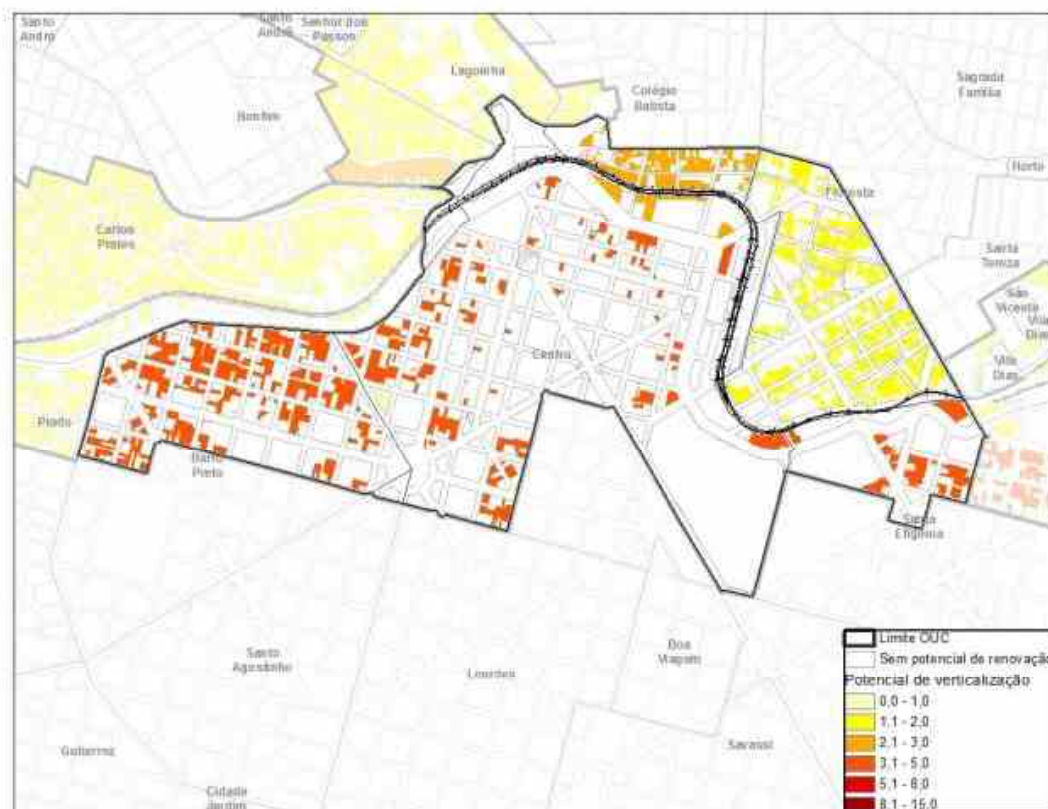 Santo
André
Santo
André
Senhor dos
Passos
Lagoinha
Bonfim
Colégio
Batista
Sagrada
Família
Horto
Floresta
Carlos
Prates
Santa
Tereza
São
Vicente
Vila
Dias
Vila
Dias
Centro
Prado
Barro
Preto
Santa
Efigênia
Santo
Agostinho
Lourdes
Boa
Viagem
Savassi
Gutierrez
Cidade
Jardim
Limite OUC
Sem potencial de renovação
Potencial de verticalização
0,0 - 1,0
1,1 - 2,0
2,1 - 3,0
3,1 - 5,0
5,1 - 8,0
8,1 - 15,0